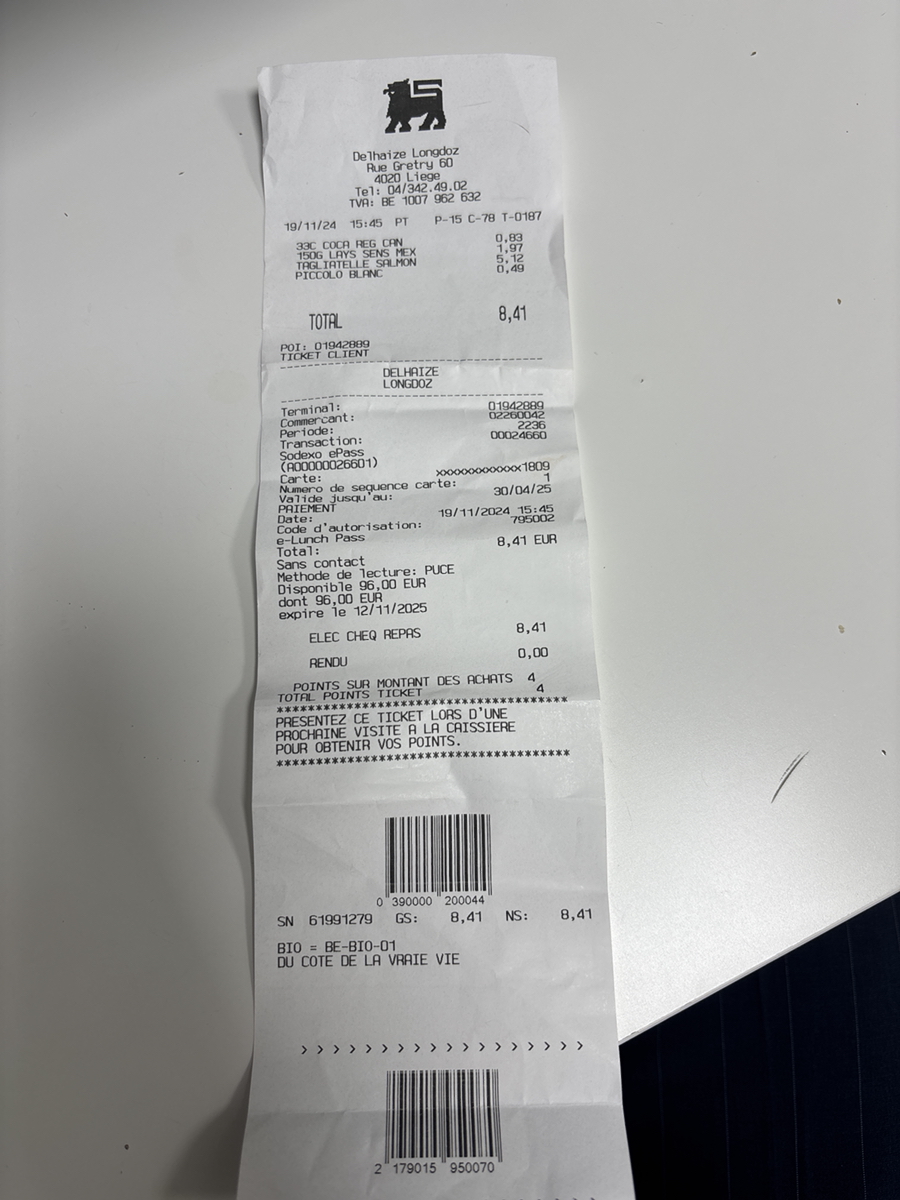 Delhaize Longdoz
Rue Gretry 60
4020 Liege
Tel: 04/342.49.02
TVA: BE 1007 962 632
19/11/24 15:45 PT P-15 C-78 T-0187
33C COCA REG CAN 0,83
150G LAYS SENS MEX 1,97
TAGLIATELLE SALMON 5,12
PICCOLO BLANC 0,49
TOTAL 8,41
POI: 01942889
TICKET CLIENT
DELHAIZE
LONGDOZ
Terminal: 01942889
Commercant: 02260042
Periode: 2236
Transaction: 00024660
Sodexo ePass
(A00000026601)
Carte: xxxxxxxxxxxx1809
Numero de sequence carte: 1
Valide jusqu'au: 30/04/25
PAIEMENT
Date: 19/11/2024 15:45
Code d'autorisation: 795002
e-Lunch Pass
Total: 8,41 EUR
Sans contact
Methode de lecture: PUCE
Disponible 96,00 EUR
dont 96,00 EUR
expire le 12/11/2025
ELEC CHEQ REPAS 8,41
RENDU 0,00
POINTS SUR MONTANT DES ACHATS 4
TOTAL POINTS TICKET 4
************************************
PRESENTEZ CE TICKET LORS D'UNE
PROCHAINE VISITE A LA CAISSIERE
POUR OBTENIR VOS POINTS.
************************************
0 390000 200044
SN 61991279 GS: 8,41 NS: 8,41
BIO = BE-BIO-01
DU COTE DE LA VRAIE VIE
> > > > > > > > > > > > > > > > > >
2 179015 950070